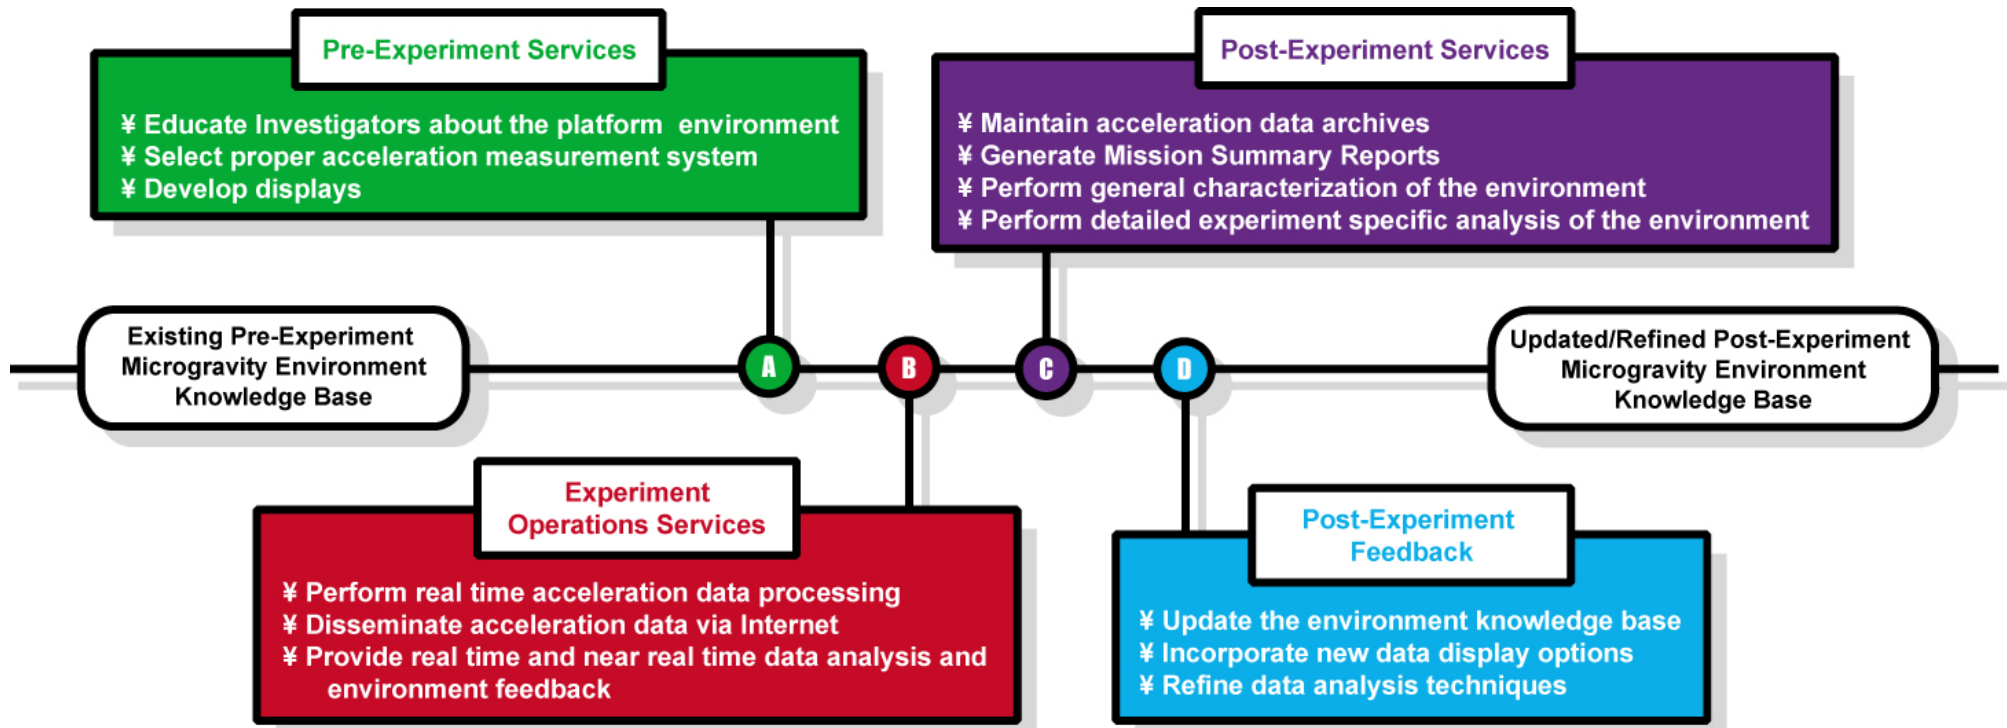 Pre-Experiment Services
¥ Educate Investigators about the platform environment
¥ Select proper acceleration measurement system
¥ Develop displays
Post-Experiment Services
¥ Maintain acceleration data archives
¥ Generate Mission Summary Reports
¥ Perform general characterization of the environment
¥ Perform detailed experiment specific analysis of the environment
Existing Pre-Experiment
Microgravity Environment
Knowledge Base
A
B
C
D
Updated/Refined Post-Experiment
Microgravity Environment
Knowledge Base
Experiment
Operations Services
¥ Perform real time acceleration data processing
¥ Disseminate acceleration data via Internet
¥ Provide real time and near real time data analysis and
environment feedback
Post-Experiment
Feedback
¥ Update the environment knowledge base
¥ Incorporate new data display options
¥ Refine data analysis techniques